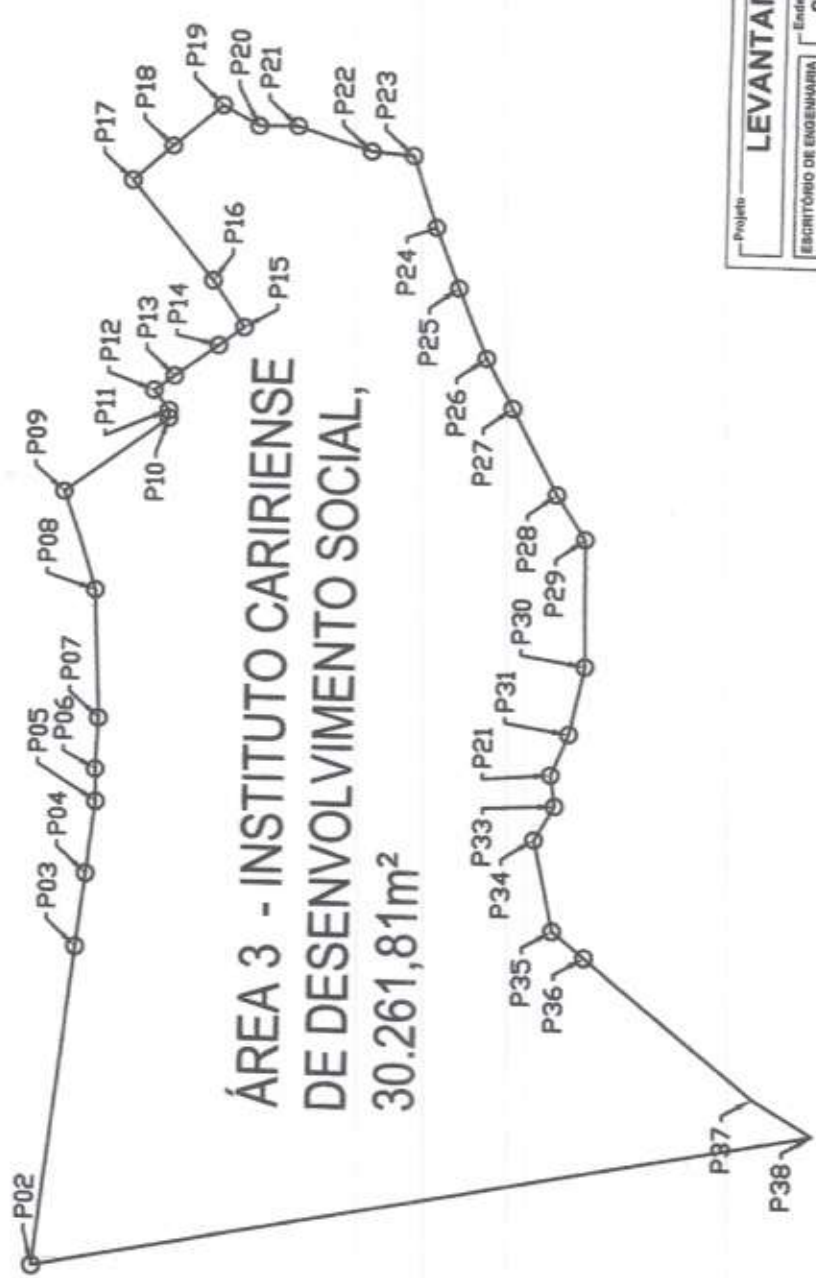 P02
P03
P04
P05
P06
P07
P08
P09
P10
P11
P12
P13
P14
P15
P16
P17
P18
P19
P20
P21
P22
P23
P24
P25
P26
P27
P28
P29
P30
P31
P21
P33
P34
P35
P36
P37
P38
ÁREA 3 - INSTITUTO CARIRIENSE
DE DESENVOLVIMENTO SOCIAL,
30.261,81m²
Projeto
ESCRITÓRIO DE ENGENHARIA